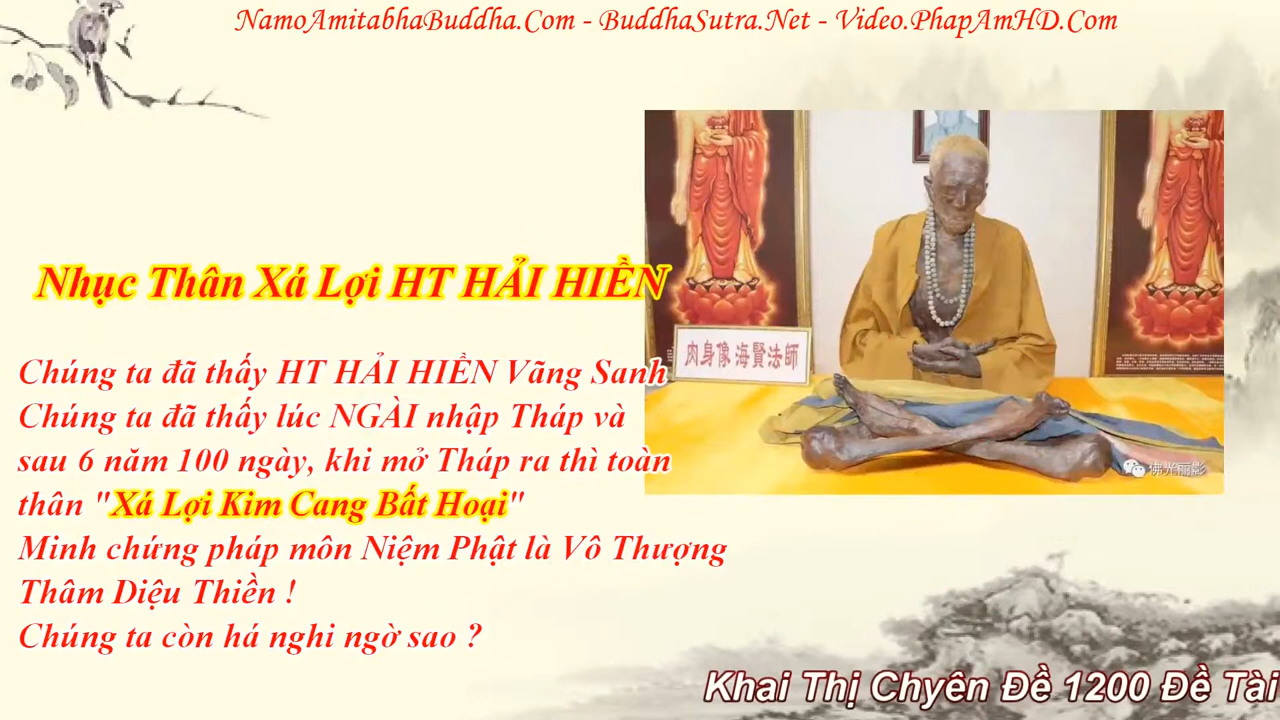 NamoAmitabhaBuddha.Com - BuddhaSutra.Net - Video.PhapAmHD.Com
Nhục Thân Xá Lợi HT HẢI HIỀN
Chúng ta đã thấy HT HẢI HIỀN Vãng Sanh
Chúng ta đã thấy lúc NGÀI nhập Tháp và
sau 6 năm 100 ngày, khi mở Tháp ra thì toàn
thân "Xá Lợi Kim Cang Bất Hoại"
Minh chứng pháp môn Niệm Phật là Vô Thượng
Thâm Diệu Thiền !
Chúng ta còn há nghi ngờ sao ?
肉身像 海賢法師
佛光丽影
Khai Thị Chyên Đề 1200 Đề Tài